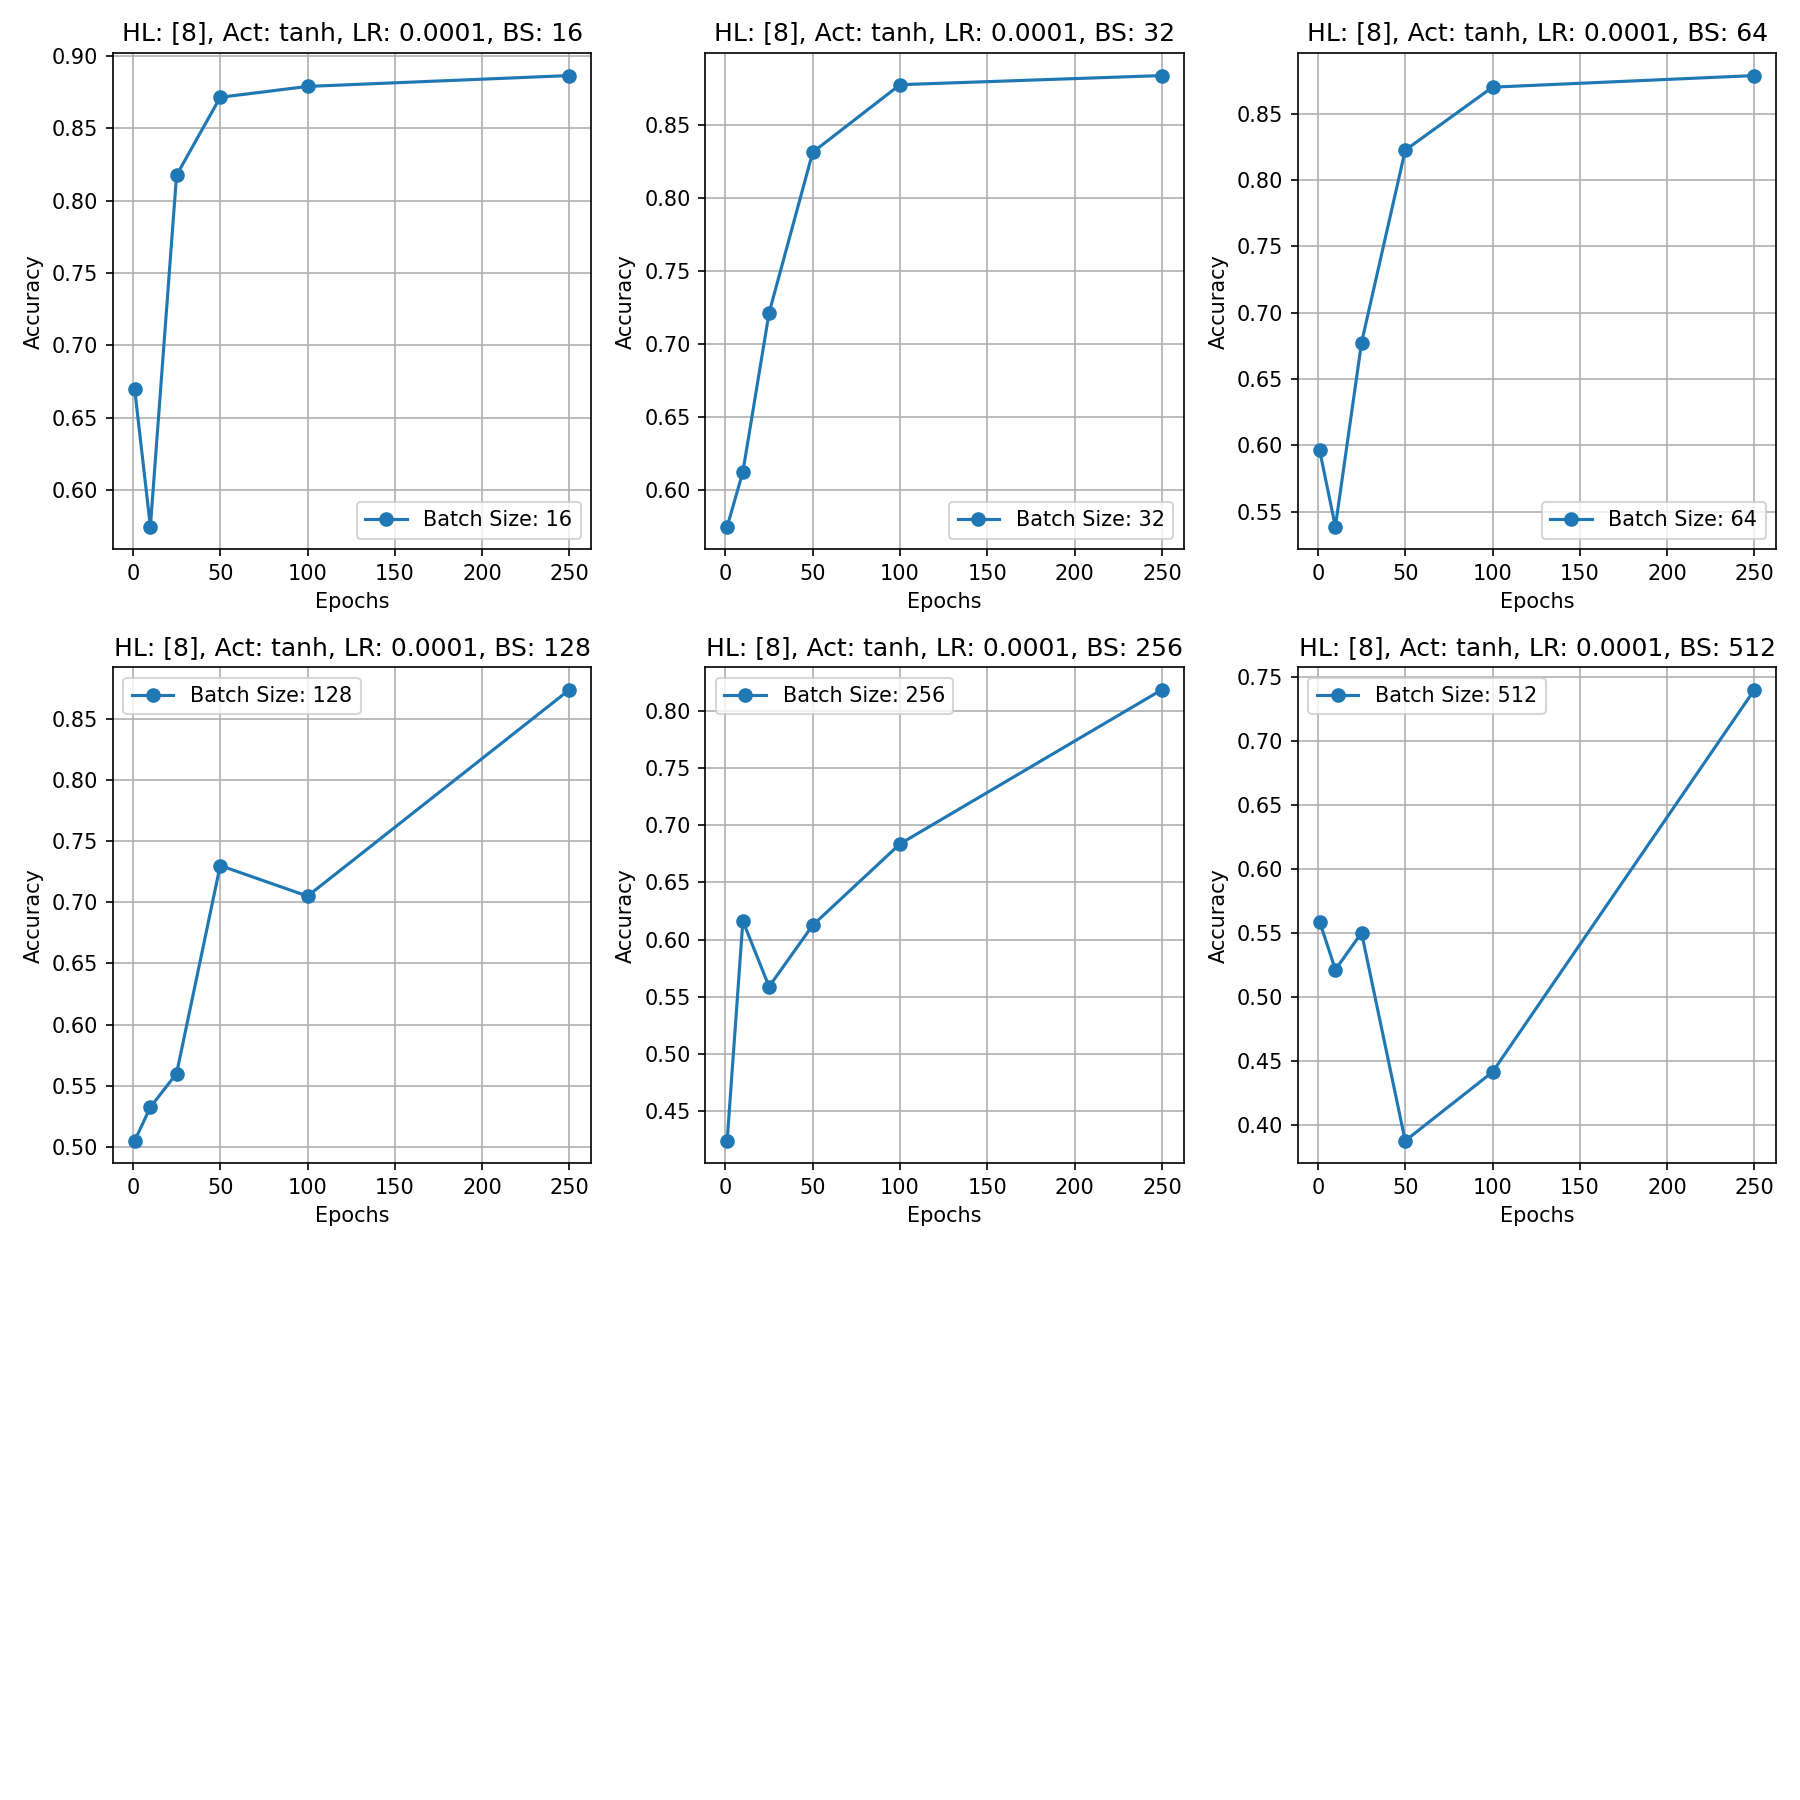 HL: [8], Act: tanh, LR: 0.0001, BS: 16
0.90
0.85
0.80
0.75
0.70
0.65
0.60
Accuracy
Batch Size: 16
0 50 100 150 200 250
Epochs
HL: [8], Act: tanh, LR: 0.0001, BS: 32
0.85
0.80
0.75
0.70
0.65
0.60
Accuracy
Batch Size: 32
0 50 100 150 200 250
Epochs
HL: [8], Act: tanh, LR: 0.0001, BS: 64
0.85
0.80
0.75
0.70
0.65
0.60
0.55
Accuracy
Batch Size: 64
0 50 100 150 200 250
Epochs
HL: [8], Act: tanh, LR: 0.0001, BS: 128
Batch Size: 128
0.85
0.80
0.75
0.70
0.65
0.60
0.55
0.50
Accuracy
0 50 100 150 200 250
Epochs
HL: [8], Act: tanh, LR: 0.0001, BS: 256
Batch Size: 256
0.80
0.75
0.70
0.65
0.60
0.55
0.50
0.45
Accuracy
0 50 100 150 200 250
Epochs
HL: [8], Act: tanh, LR: 0.0001, BS: 512
Batch Size: 512
0.75
0.70
0.65
0.60
0.55
0.50
0.45
0.40
Accuracy
0 50 100 150 200 250
Epochs